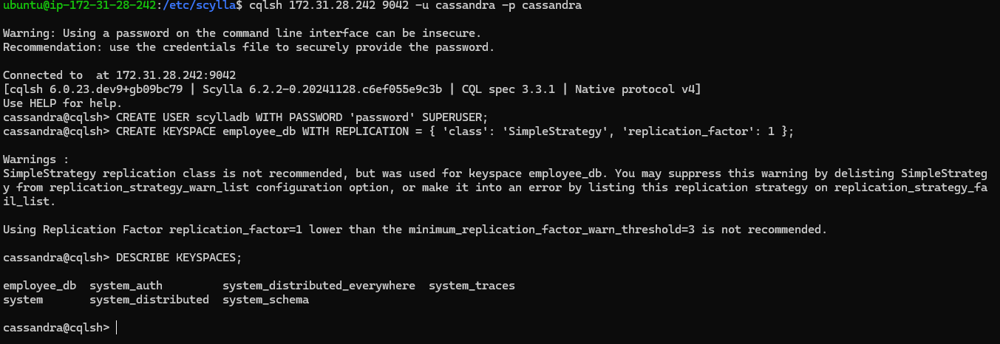 ubuntu@ip-172-31-28-242:/etc/scylla$ cqlsh 172.31.28.242 9042 -u cassandra -p cassandra
Warning: Using a password on the command line interface can be insecure.
Recommendation: use the credentials file to securely provide the password.
Connected to  at 172.31.28.242:9042
[cqlsh 6.0.23.dev9+gb09bc79 | Scylla 6.2.2-0.20241128.c6ef055e9c3b | CQL spec 3.3.1 | Native protocol v4]
Use HELP for help.
cassandra@cqlsh> CREATE USER scylladb WITH PASSWORD 'password' SUPERUSER;
cassandra@cqlsh> CREATE KEYSPACE employee_db WITH REPLICATION = { 'class': 'SimpleStrategy', 'replication_factor': 1 };
Warnings :
SimpleStrategy replication class is not recommended, but was used for keyspace employee_db. You may suppress this warning by delisting SimpleStrateg
y from replication_strategy_warn_list configuration option, or make it into an error by listing this replication strategy on replication_strategy_fa
il_list.
Using Replication Factor replication_factor=1 lower than the minimum_replication_factor_warn_threshold=3 is not recommended.
cassandra@cqlsh> DESCRIBE KEYSPACES;
employee_db  system_auth         system_distributed_everywhere  system_traces
system       system_distributed  system_schema
cassandra@cqlsh>